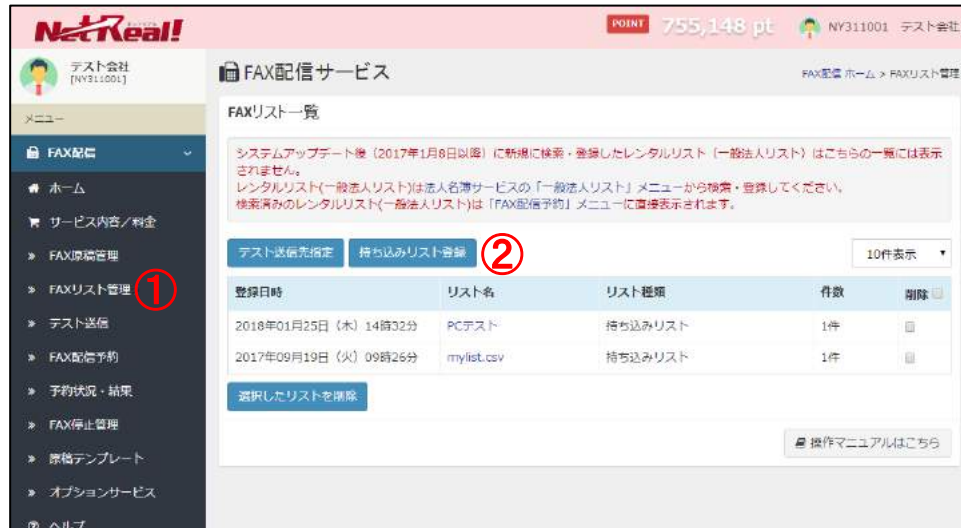 NetReal!
POINT 755,148 pt NY311001 テスト会社
テスト会社
[NY311001]
FAX配信サービス
FAX配信 ホーム > FAXリスト管理
メニュー
FAX配信
ホーム
サービス内容/料金
» FAX原稿管理
» FAXリスト管理 ①
» テスト送信
» FAX配信予約
» 予約状況・結果
» FAX停止管理
» 原稿テンプレート
» オプションサービス
ヘルプ
FAXリスト一覧
システムアップデート後（2017年1月8日以降）に新規に検索・登録したレンタルリスト（一般法人リスト）はこちらの一覧には表示
されません。
レンタルリスト(一般法人リスト)は法人名簿サービスの「一般法人リスト」メニューから検索・登録してください。
検索済みのレンタルリスト(一般法人リスト)は「FAX配信予約」メニューに直接表示されます。
テスト送信先指定 持ち込みリスト登録 ② 10件表示
登録日時 リスト名 リスト種類 件数 削除
2018年01月25日（木）14時32分 PCテスト 持ち込みリスト 1件
2017年09月19日（火）09時26分 mylist.csv 持ち込みリスト 1件
選択したリストを削除
操作マニュアルはこちら